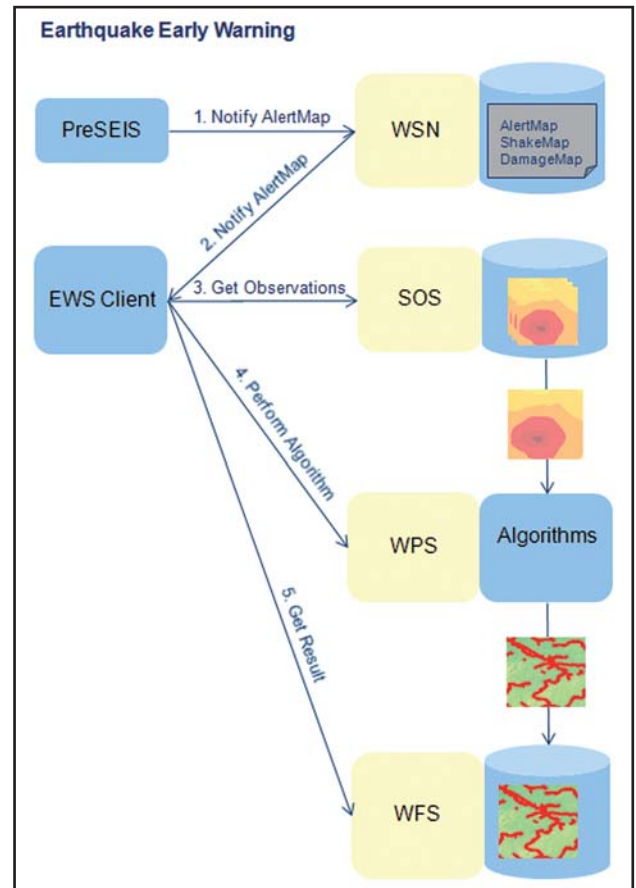 Earthquake Early Warning
PreSEIS
1. Notify AlertMap
WSN
AlertMap
ShakeMap
DamageMap
2. Notify AlertMap
EWS Client
3. Get Observations
SOS
4. Perform Algorithm
WPS
Algorithms
5. Get Result
WFS